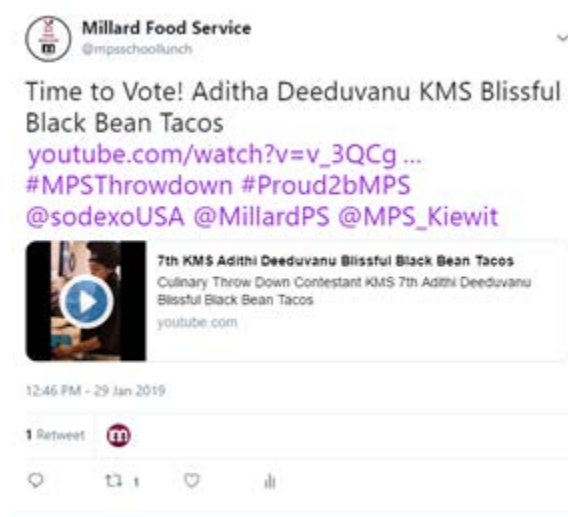 Millard Food Service
@mpsschoollunch
Time to Vote! Aditha Deeduvanu KMS Blissful
Black Bean Tacos
youtube.com/watch?v=v_3QCg ...
#MPSThrowdown #Proud2bMPS
@sodexoUSA @MillardPS @MPS_Kiewit
7th KMS Adithi Deeduvanu Blissful Black Bean Tacos
Culinary Throw Down Contestant KMS 7th Adithi Deeduvanu
Blissful Black Bean Tacos
youtube.com
12:46 PM - 29 Jan 2019
1 Retweet
m
1